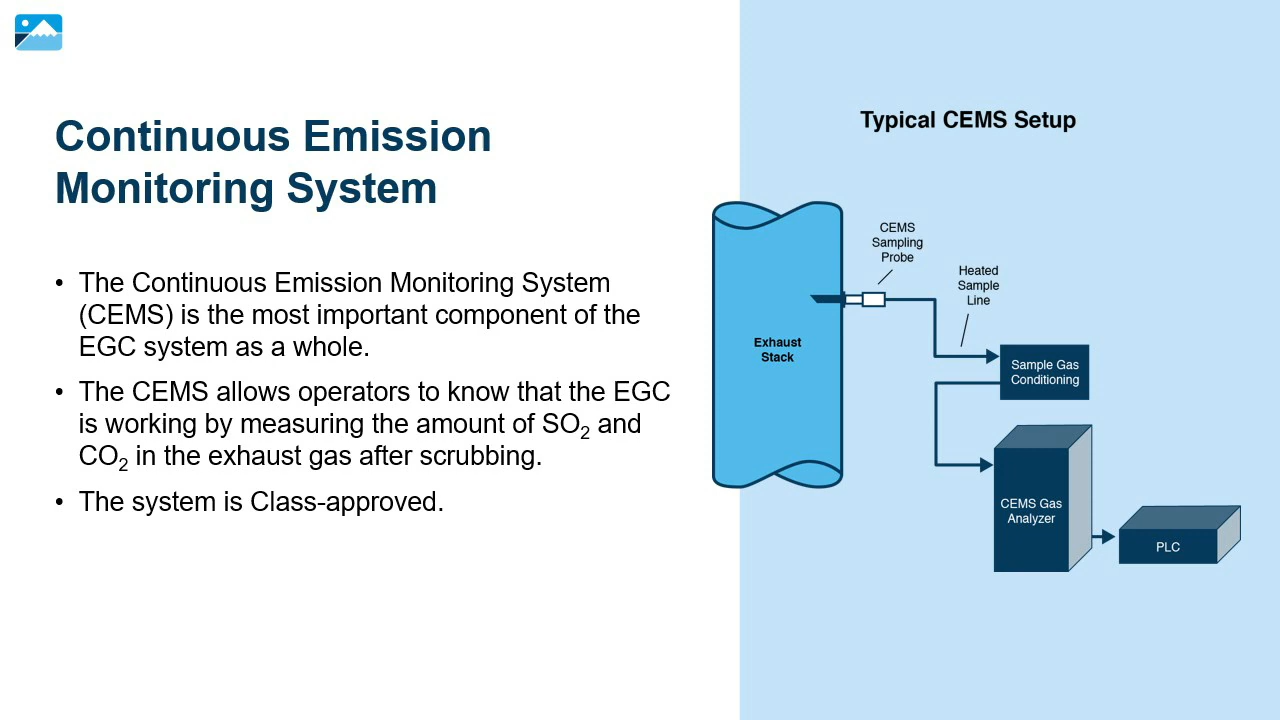 Continuous Emission
Monitoring System
• The Continuous Emission Monitoring System
(CEMS) is the most important component of the
EGC system as a whole.
• The CEMS allows operators to know that the EGC
is working by measuring the amount of SO₂ and
CO₂ in the exhaust gas after scrubbing.
• The system is Class-approved.
Typical CEMS Setup
CEMS
Sampling
Probe
Heated
Sample
Line
Exhaust
Stack
Sample Gas
Conditioning
CEMS Gas
Analyzer
PLC